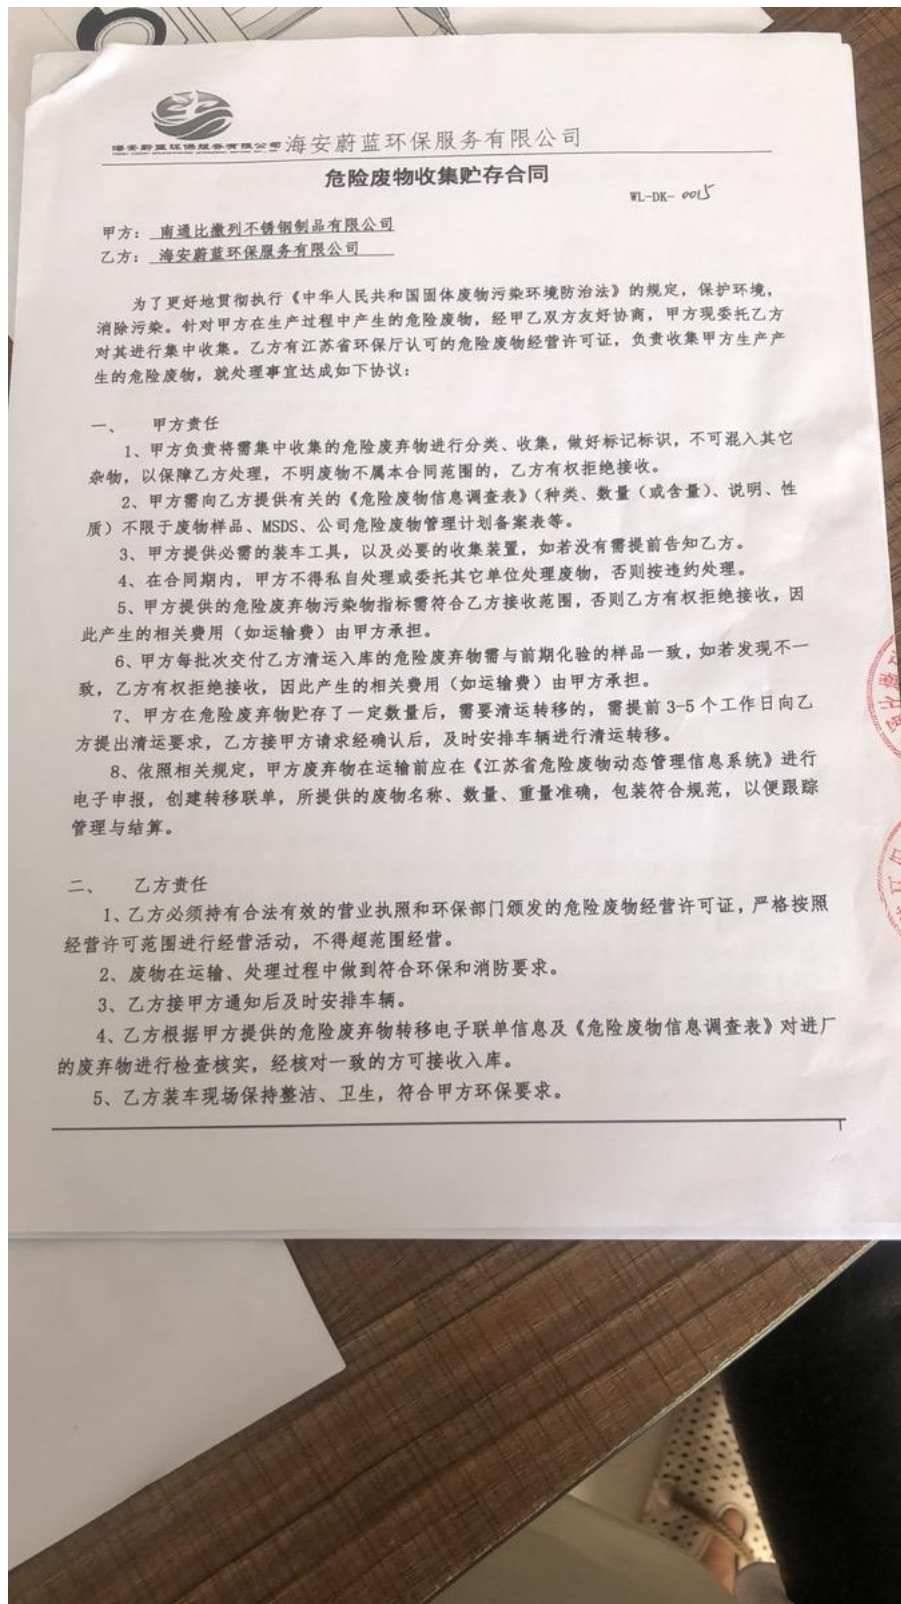 海安蔚蓝环保服务有限公司 海安蔚蓝环保服务有限公司
危险废物收集贮存合同
WL-DK- 0015
甲方：南通比撒列不锈钢制品有限公司
乙方：海安蔚蓝环保服务有限公司
为了更好地贯彻执行《中华人民共和国固体废物污染环境防治法》的规定，保护环境，
消除污染。针对甲方在生产过程中产生的危险废物，经甲乙双方友好协商，甲方现委托乙方
对其进行集中收集。乙方有江苏省环保厅认可的危险废物经营许可证，负责收集甲方生产产
生的危险废物，就处理事宜达成如下协议：
一、 甲方责任
1、甲方负责将需集中收集的危险废弃物进行分类、收集，做好标记标识，不可混入其它
杂物，以保障乙方处理，不明废物不属本合同范围的，乙方有权拒绝接收。
2、甲方需向乙方提供有关的《危险废物信息调查表》（种类、数量（或含量）、说明、性
质）不限于废物样品、MSDS、公司危险废物管理计划备案表等。
3、甲方提供必需的装车工具，以及必要的收集装置，如若没有需提前告知乙方。
4、在合同期内，甲方不得私自处理或委托其它单位处理废物，否则按违约处理。
5、甲方提供的危险废弃物污染物指标需符合乙方接收范围，否则乙方有权拒绝接收，因
此产生的相关费用（如运输费）由甲方承担。
6、甲方每批次交付乙方清运入库的危险废弃物需与前期化验的样品一致，如若发现不一
致，乙方有权拒绝接收，因此产生的相关费用（如运输费）由甲方承担。
7、甲方在危险废弃物贮存了一定数量后，需要清运转移的，需提前 3-5 个工作日向乙
方提出清运要求，乙方接甲方请求经确认后，及时安排车辆进行清运转移。
8、依照相关规定，甲方废弃物在运输前应在《江苏省危险废物动态管理信息系统》进行
电子申报，创建转移联单，所提供的废物名称、数量、重量准确，包装符合规范，以便跟踪
管理与结算。
二、 乙方责任
1、乙方必须持有合法有效的营业执照和环保部门颁发的危险废物经营许可证，严格按照
经营许可范围进行经营活动，不得超范围经营。
2、废物在运输、处理过程中做到符合环保和消防要求。
3、乙方接甲方通知后及时安排车辆。
4、乙方根据甲方提供的危险废弃物转移电子联单信息及《危险废物信息调查表》对进厂
的废弃物进行检查核实，经核对一致的方可接收入库。
5、乙方装车现场保持整洁、卫生，符合甲方环保要求。